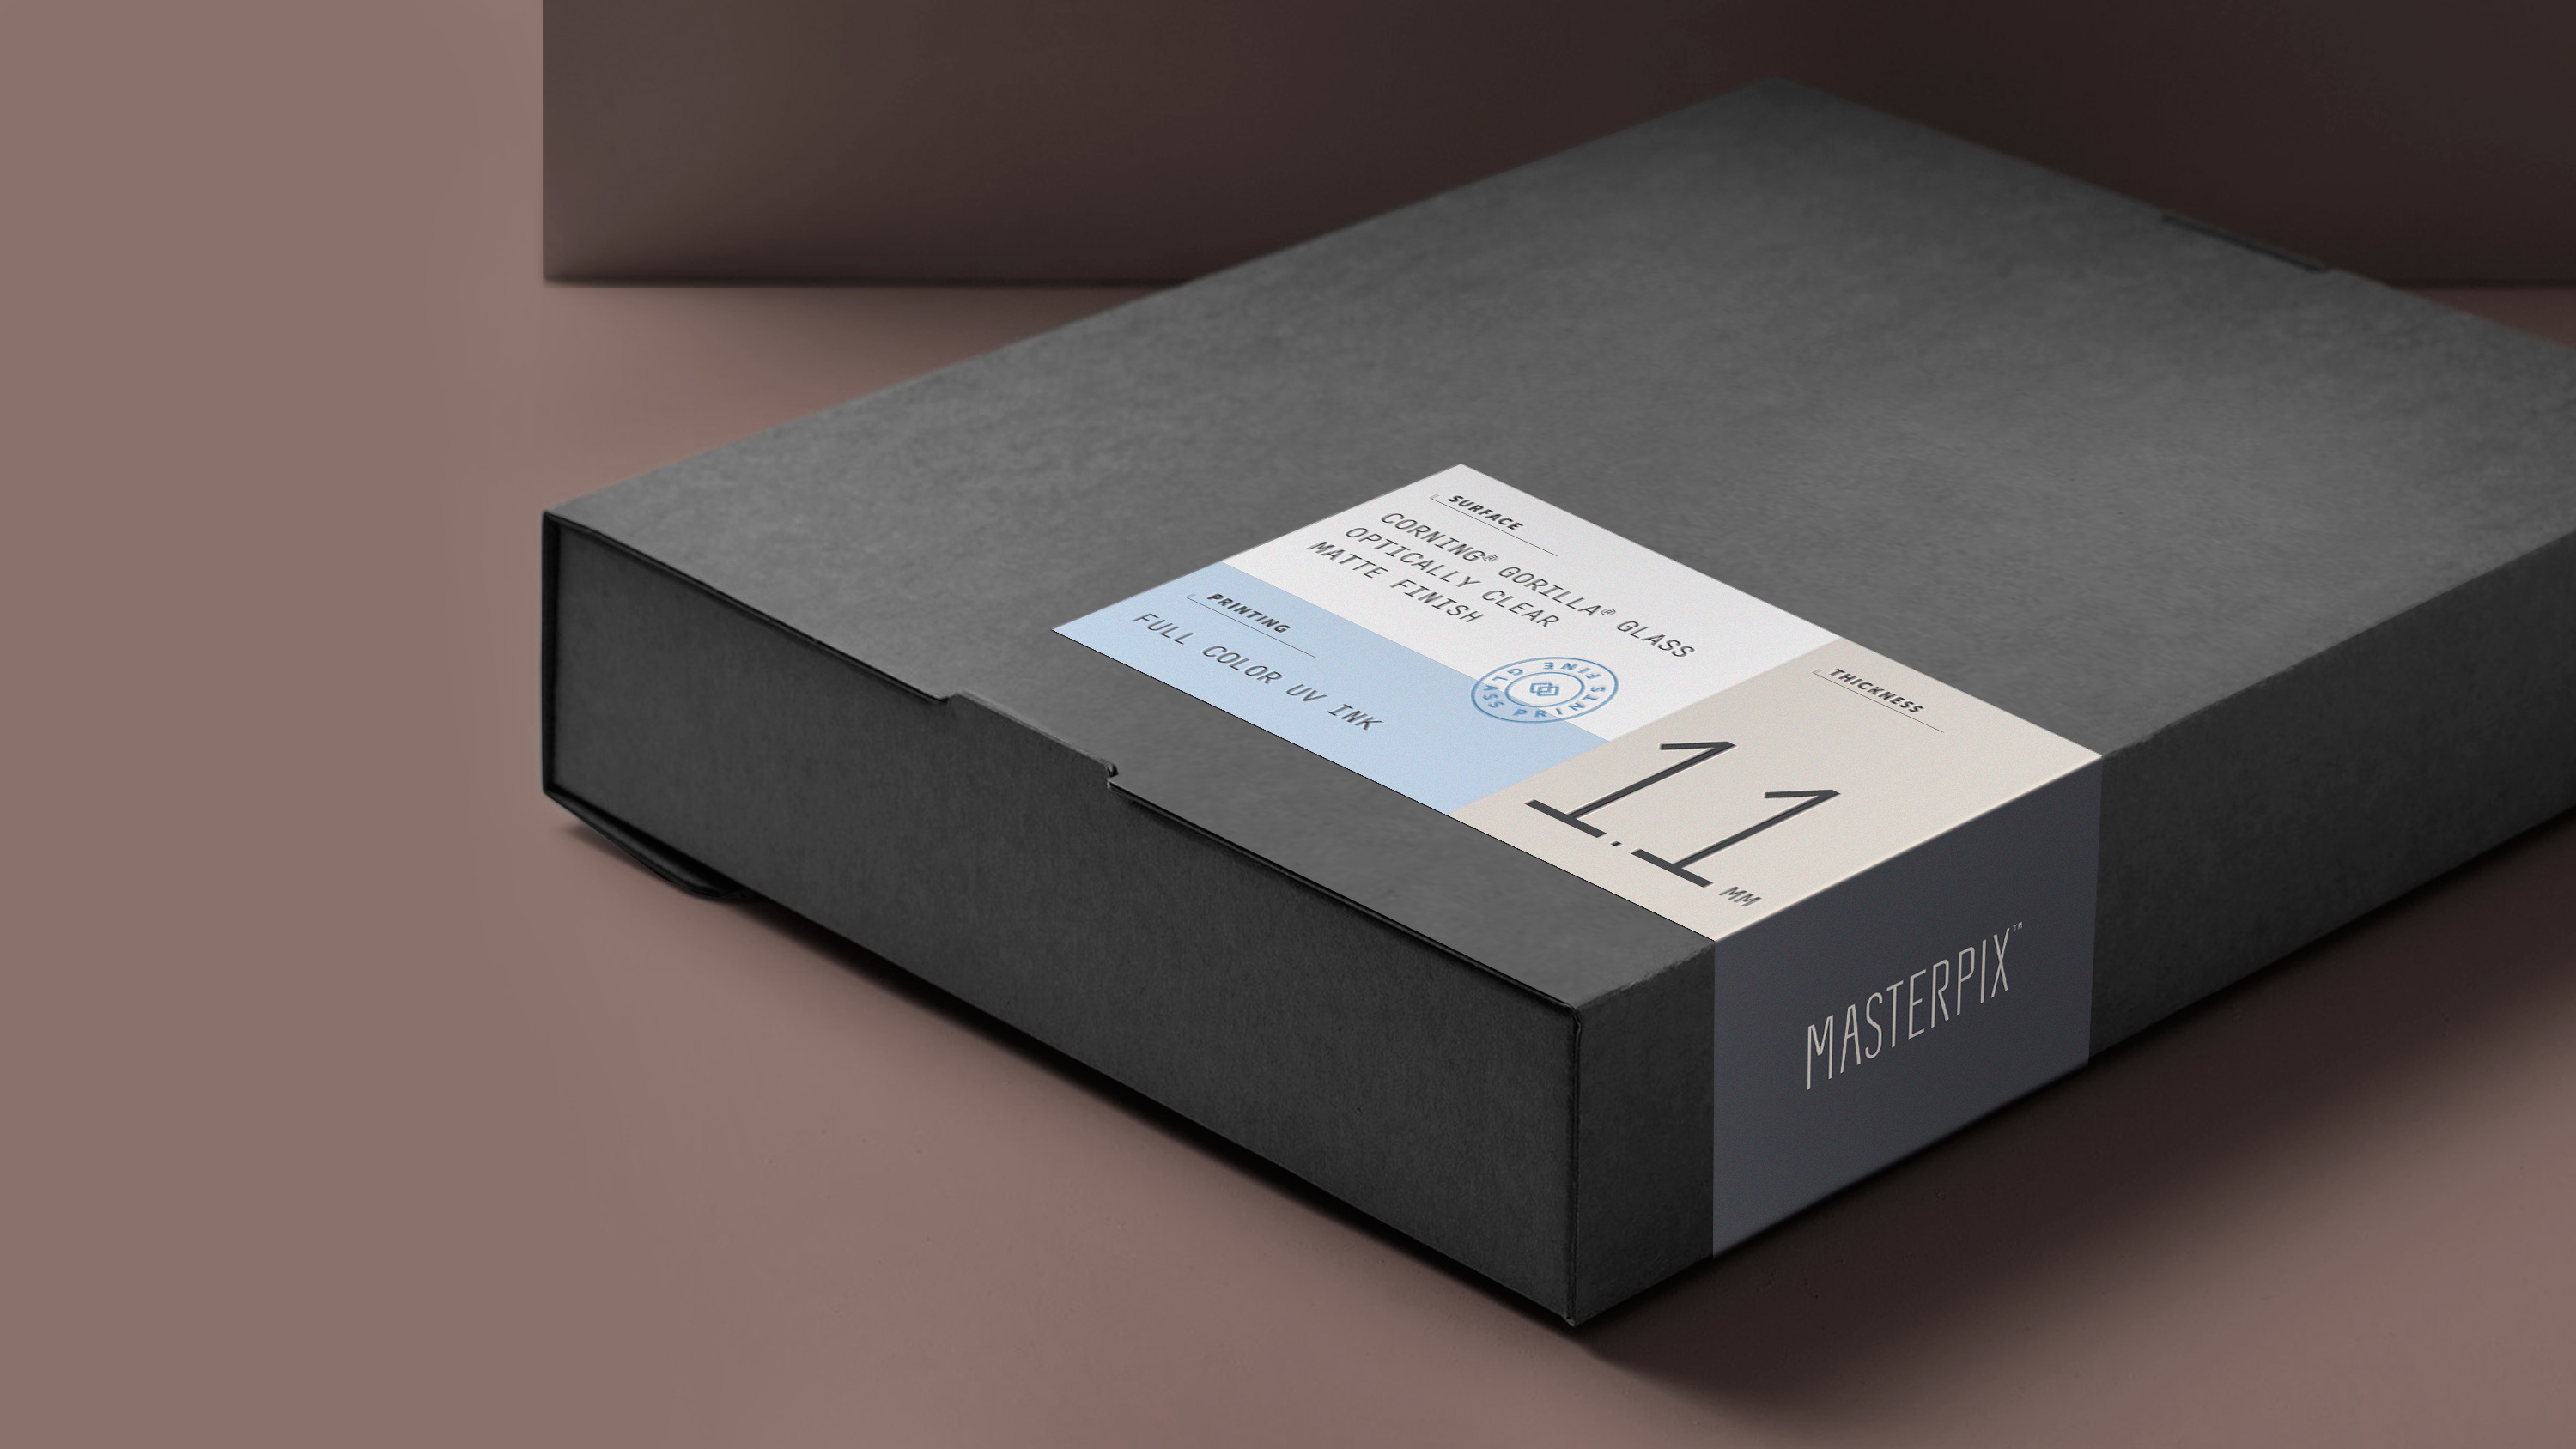 SURFACE
CORNING® GORILLA® GLASS
OPTICALLY CLEAR
MATTE FINISH
PRINTING
FULL COLOR UV INK
FINE
GLASS PRINTS
THICKNESS
1.1 MM
MASTERPIX™